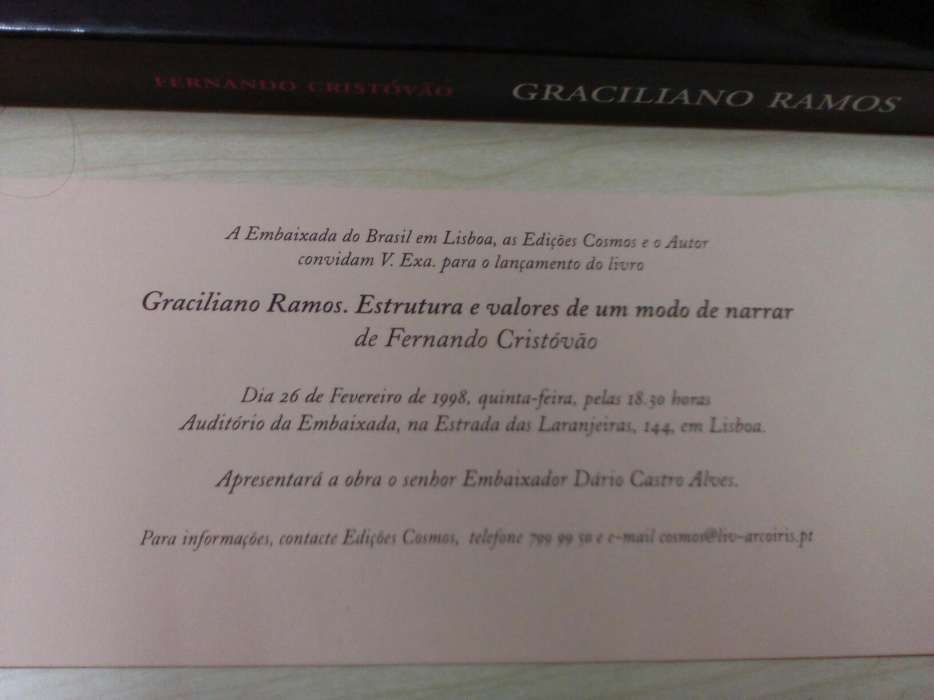 FERNANDO CRISTÓVÃO GRACILIANO RAMOS
A Embaixada do Brasil em Lisboa, as Edições Cosmos e o Autor
convidam V. Exa. para o lançamento do livro
Graciliano Ramos. Estrutura e valores de um modo de narrar
de Fernando Cristóvão
Dia 26 de Fevereiro de 1998, quinta-feira, pelas 18.30 horas
Auditório da Embaixada, na Estrada das Laranjeiras, 144, em Lisboa.
Apresentará a obra o senhor Embaixador Dário Castro Alves.
Para informações, contacte Edições Cosmos, telefone 799 99 50 e e-mail cosmos@liv-arcoiris.pt